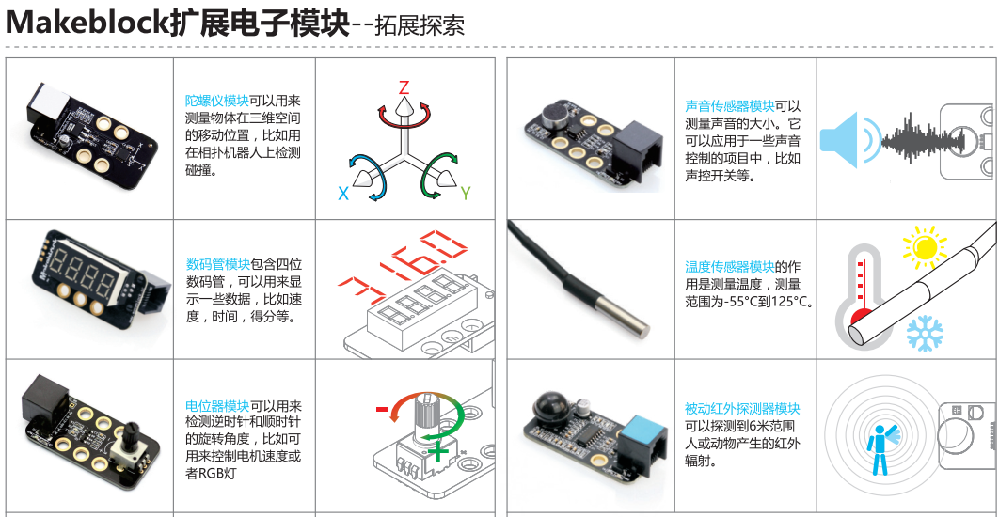 Makeblock扩展电子模块--拓展探索
陀螺仪模块可以用来
测量物体在三维空间
的移动位置，比如用
在相扑机器人上检测
碰撞。
Z
X
Y
声音传感器模块可以
测量声音的大小。它
可以应用于一些声音
控制的项目中，比如
声控开关等。
数码管模块包含四位
数码管，可以用来显
示一些数据，比如速
度，时间，得分等。
温度传感器模块的作
用是测量温度，测量
范围为-55°C到125°C。
电位器模块可以用来
检测逆时针和顺时针
的旋转角度，比如可
用来控制电机速度或
者RGB灯
-
+
被动红外探测器模块
可以探测到6米范围
人或动物产生的红外
辐射。